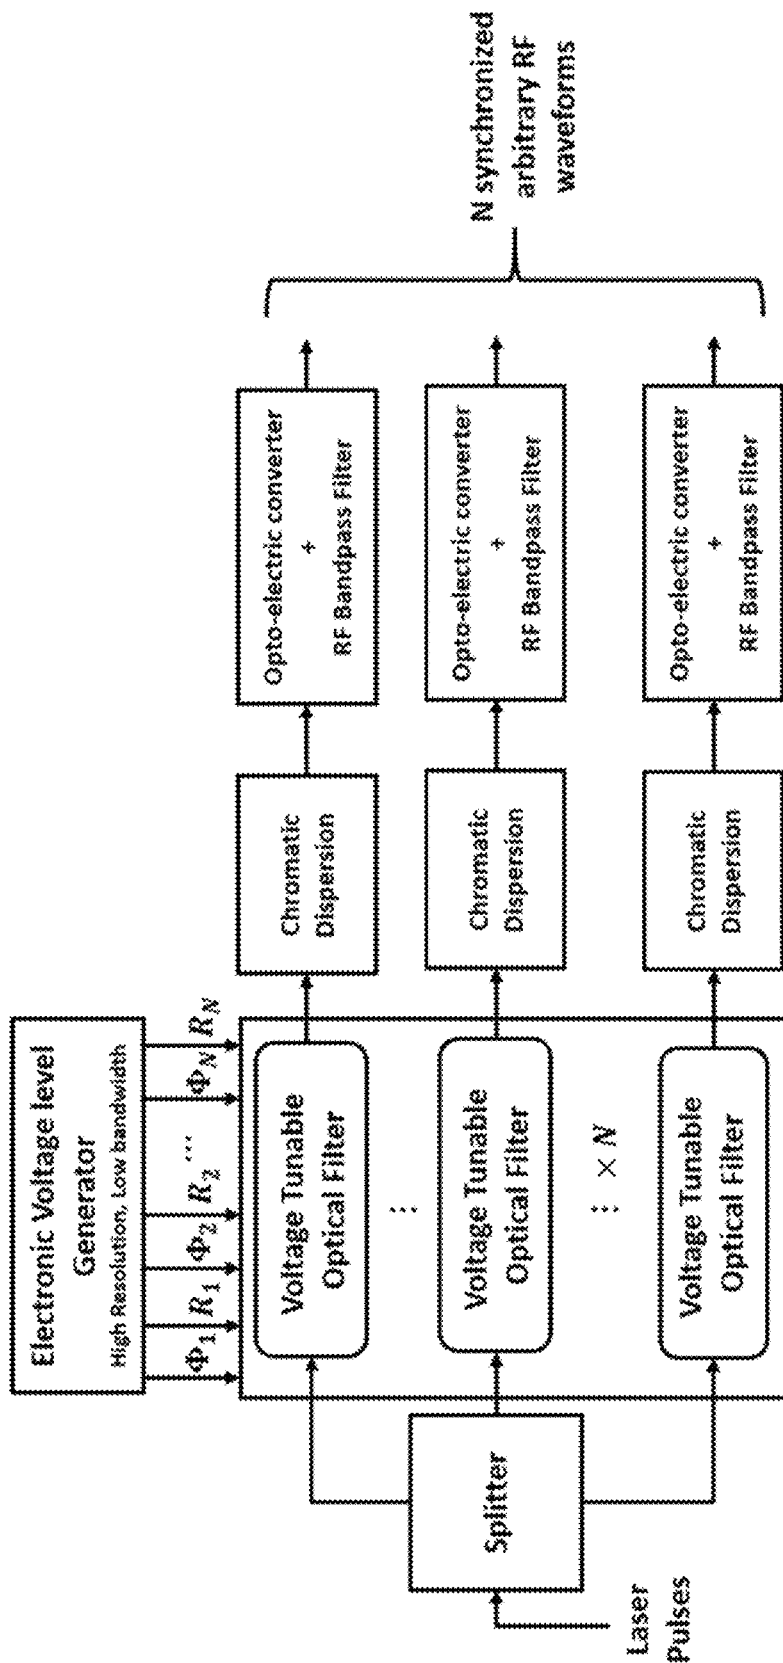 Electronic Voltage level
Generator
High Resolution, Low bandwidth
Φ₁ R₁ Φ₂ R₂ ⋯ Φ_N R_N
Laser
Pulses
Splitter
Voltage Tunable
Optical Filter
⋮
Voltage Tunable
Optical Filter
⋮ × N
Voltage Tunable
Optical Filter
Chromatic
Dispersion
Chromatic
Dispersion
Chromatic
Dispersion
Opto-electric converter
+
RF Bandpass Filter
Opto-electric converter
+
RF Bandpass Filter
Opto-electric converter
+
RF Bandpass Filter
N synchronized
arbitrary RF
waveforms